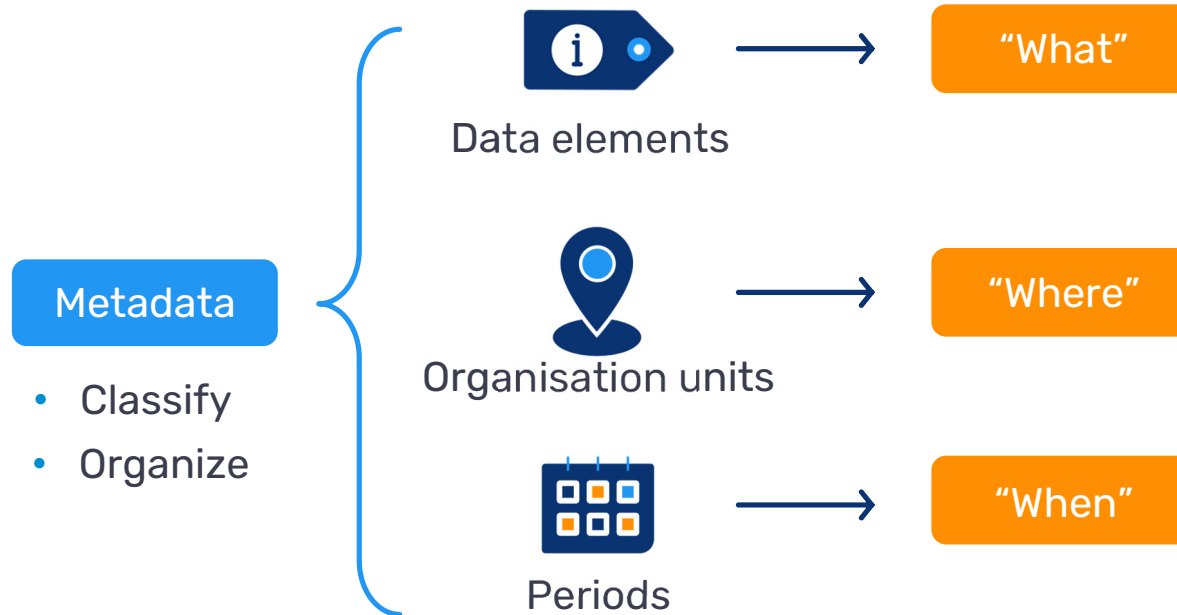 Metadata
• Classify
• Organize
i
Data elements
“What”
Organisation units
“Where”
Periods
“When”